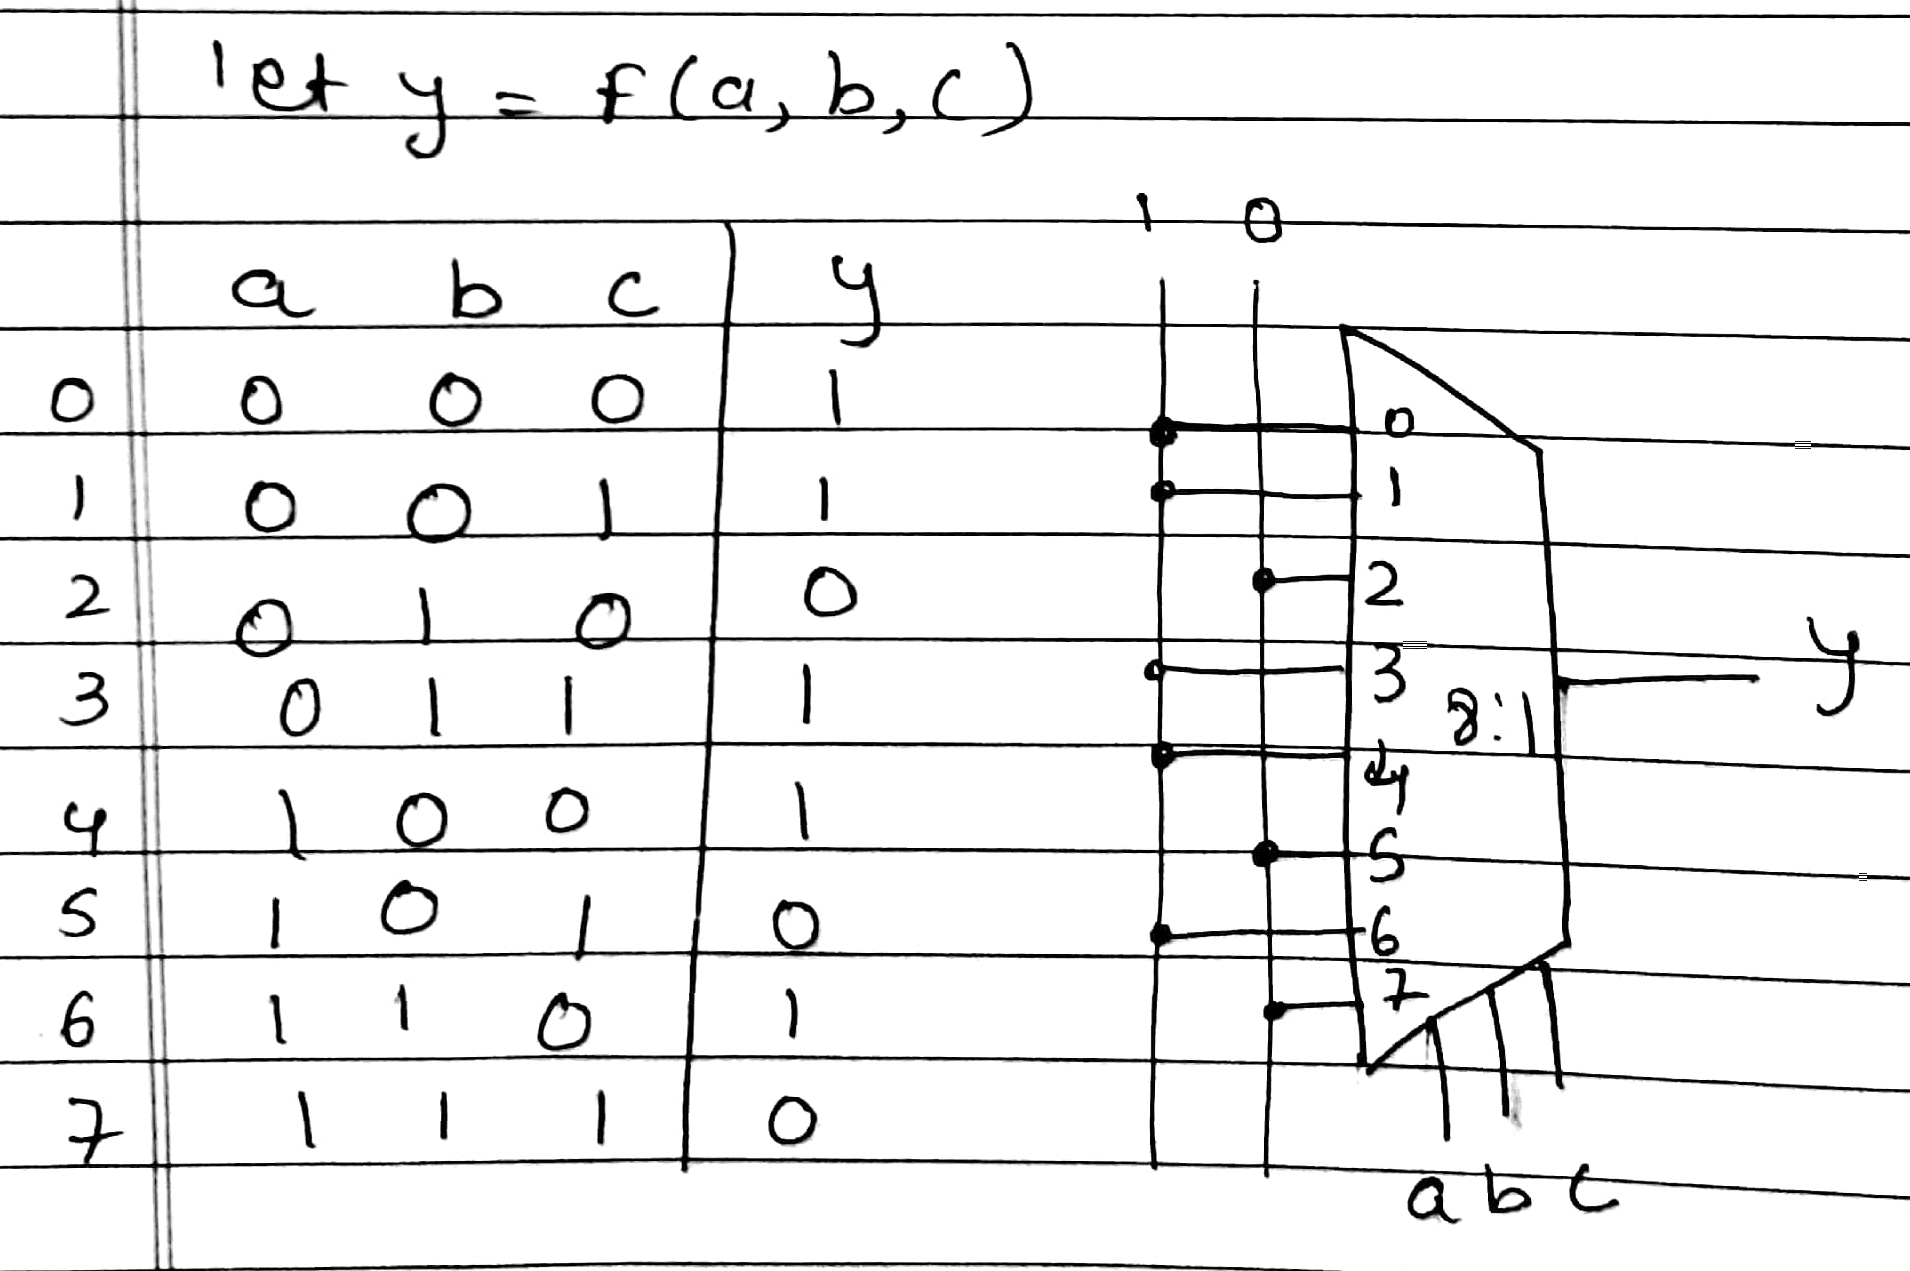 let y = f(a, b, c)
1 0
a b c y
0 0 0 0 1
1 0 0 1 1
2 0 1 0 0
3 0 1 1 1
4 1 0 0 1
5 1 0 1 0
6 1 1 0 1
7 1 1 1 0
0
1
2
3
8:1
4
5
6
7
y
a b c